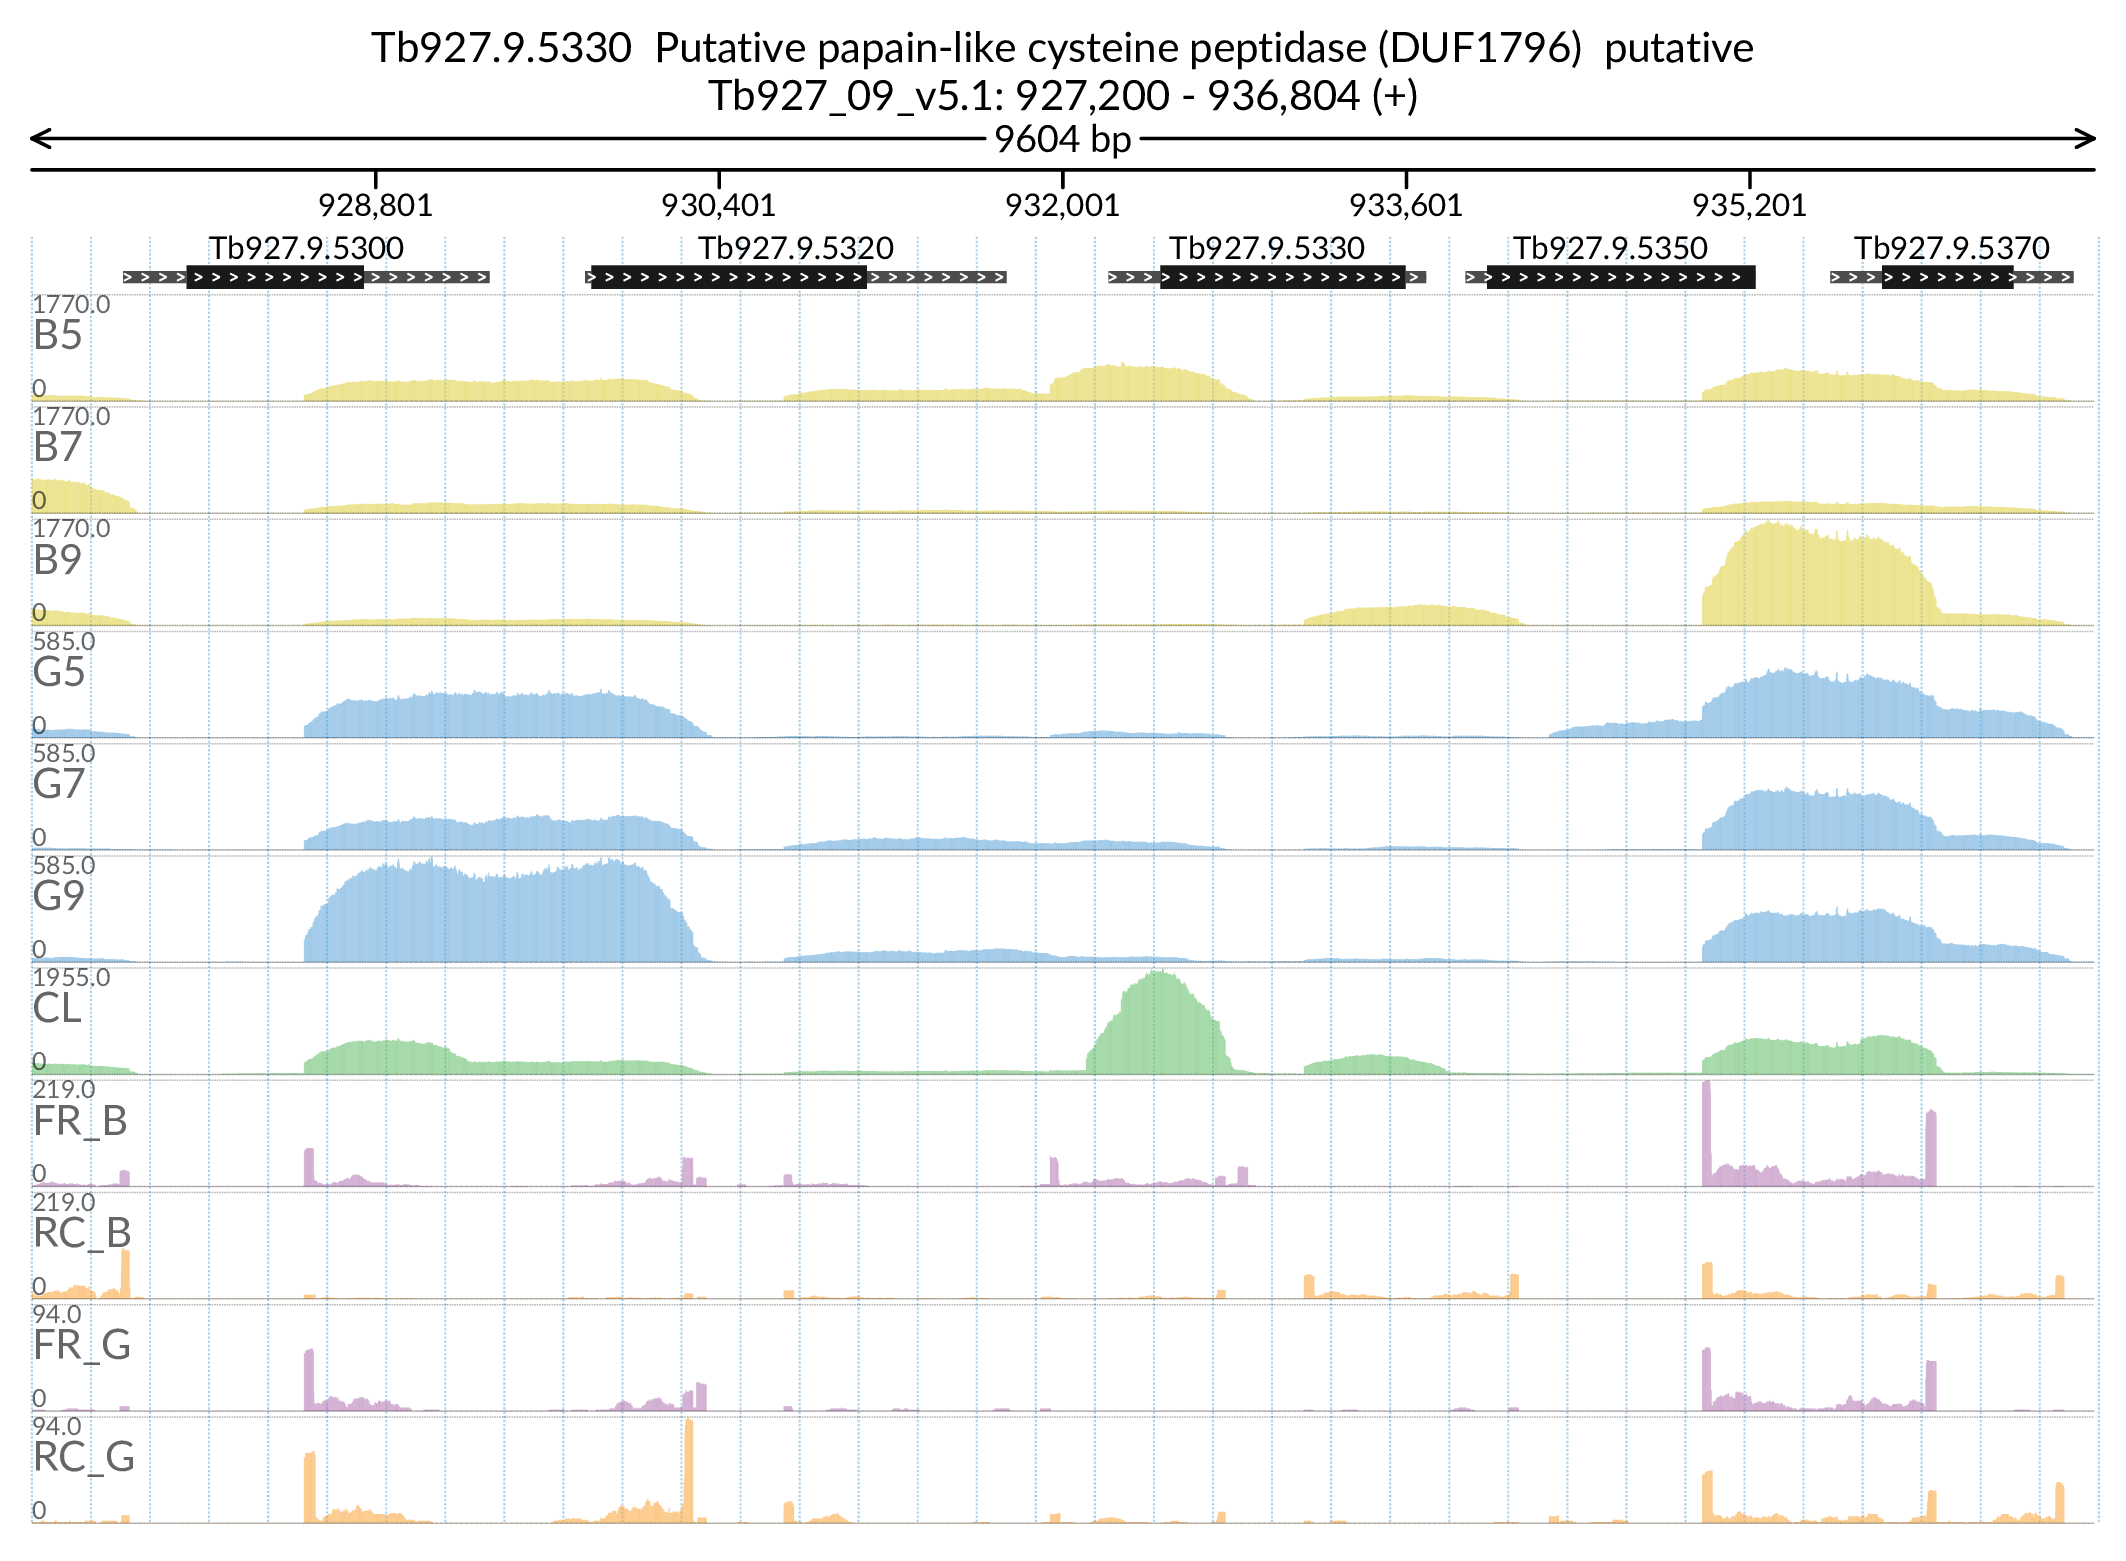 Tb927.9.5330  Putative papain-like cysteine peptidase (DUF1796)  putative
Tb927_09_v5.1: 927,200 - 936,804 (+)
9604 bp
928,801 930,401 932,001 933,601 935,201
Tb927.9.5300 Tb927.9.5320 Tb927.9.5330 Tb927.9.5350 Tb927.9.5370
1770.0
B5
0
1770.0
B7
0
1770.0
B9
0
585.0
G5
0
585.0
G7
0
585.0
G9
0
1955.0
CL
0
219.0
FR_B
0
219.0
RC_B
0
94.0
FR_G
0
94.0
RC_G
0